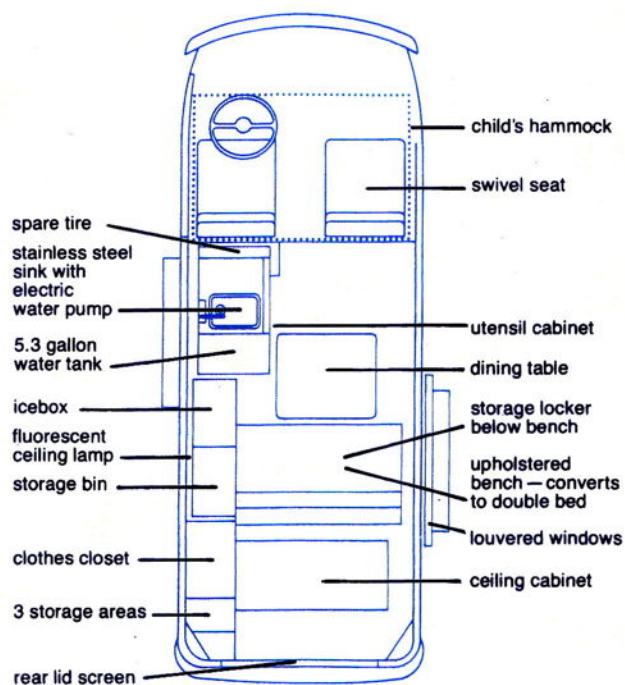 child's hammock
swivel seat
spare tire
stainless steel
sink with
electric
water pump
utensil cabinet
5.3 gallon
water tank
dining table
icebox
storage locker
below bench
fluorescent
ceiling lamp
storage bin
upholstered
bench — converts
to double bed
louvered windows
clothes closet
ceiling cabinet
3 storage areas
rear lid screen